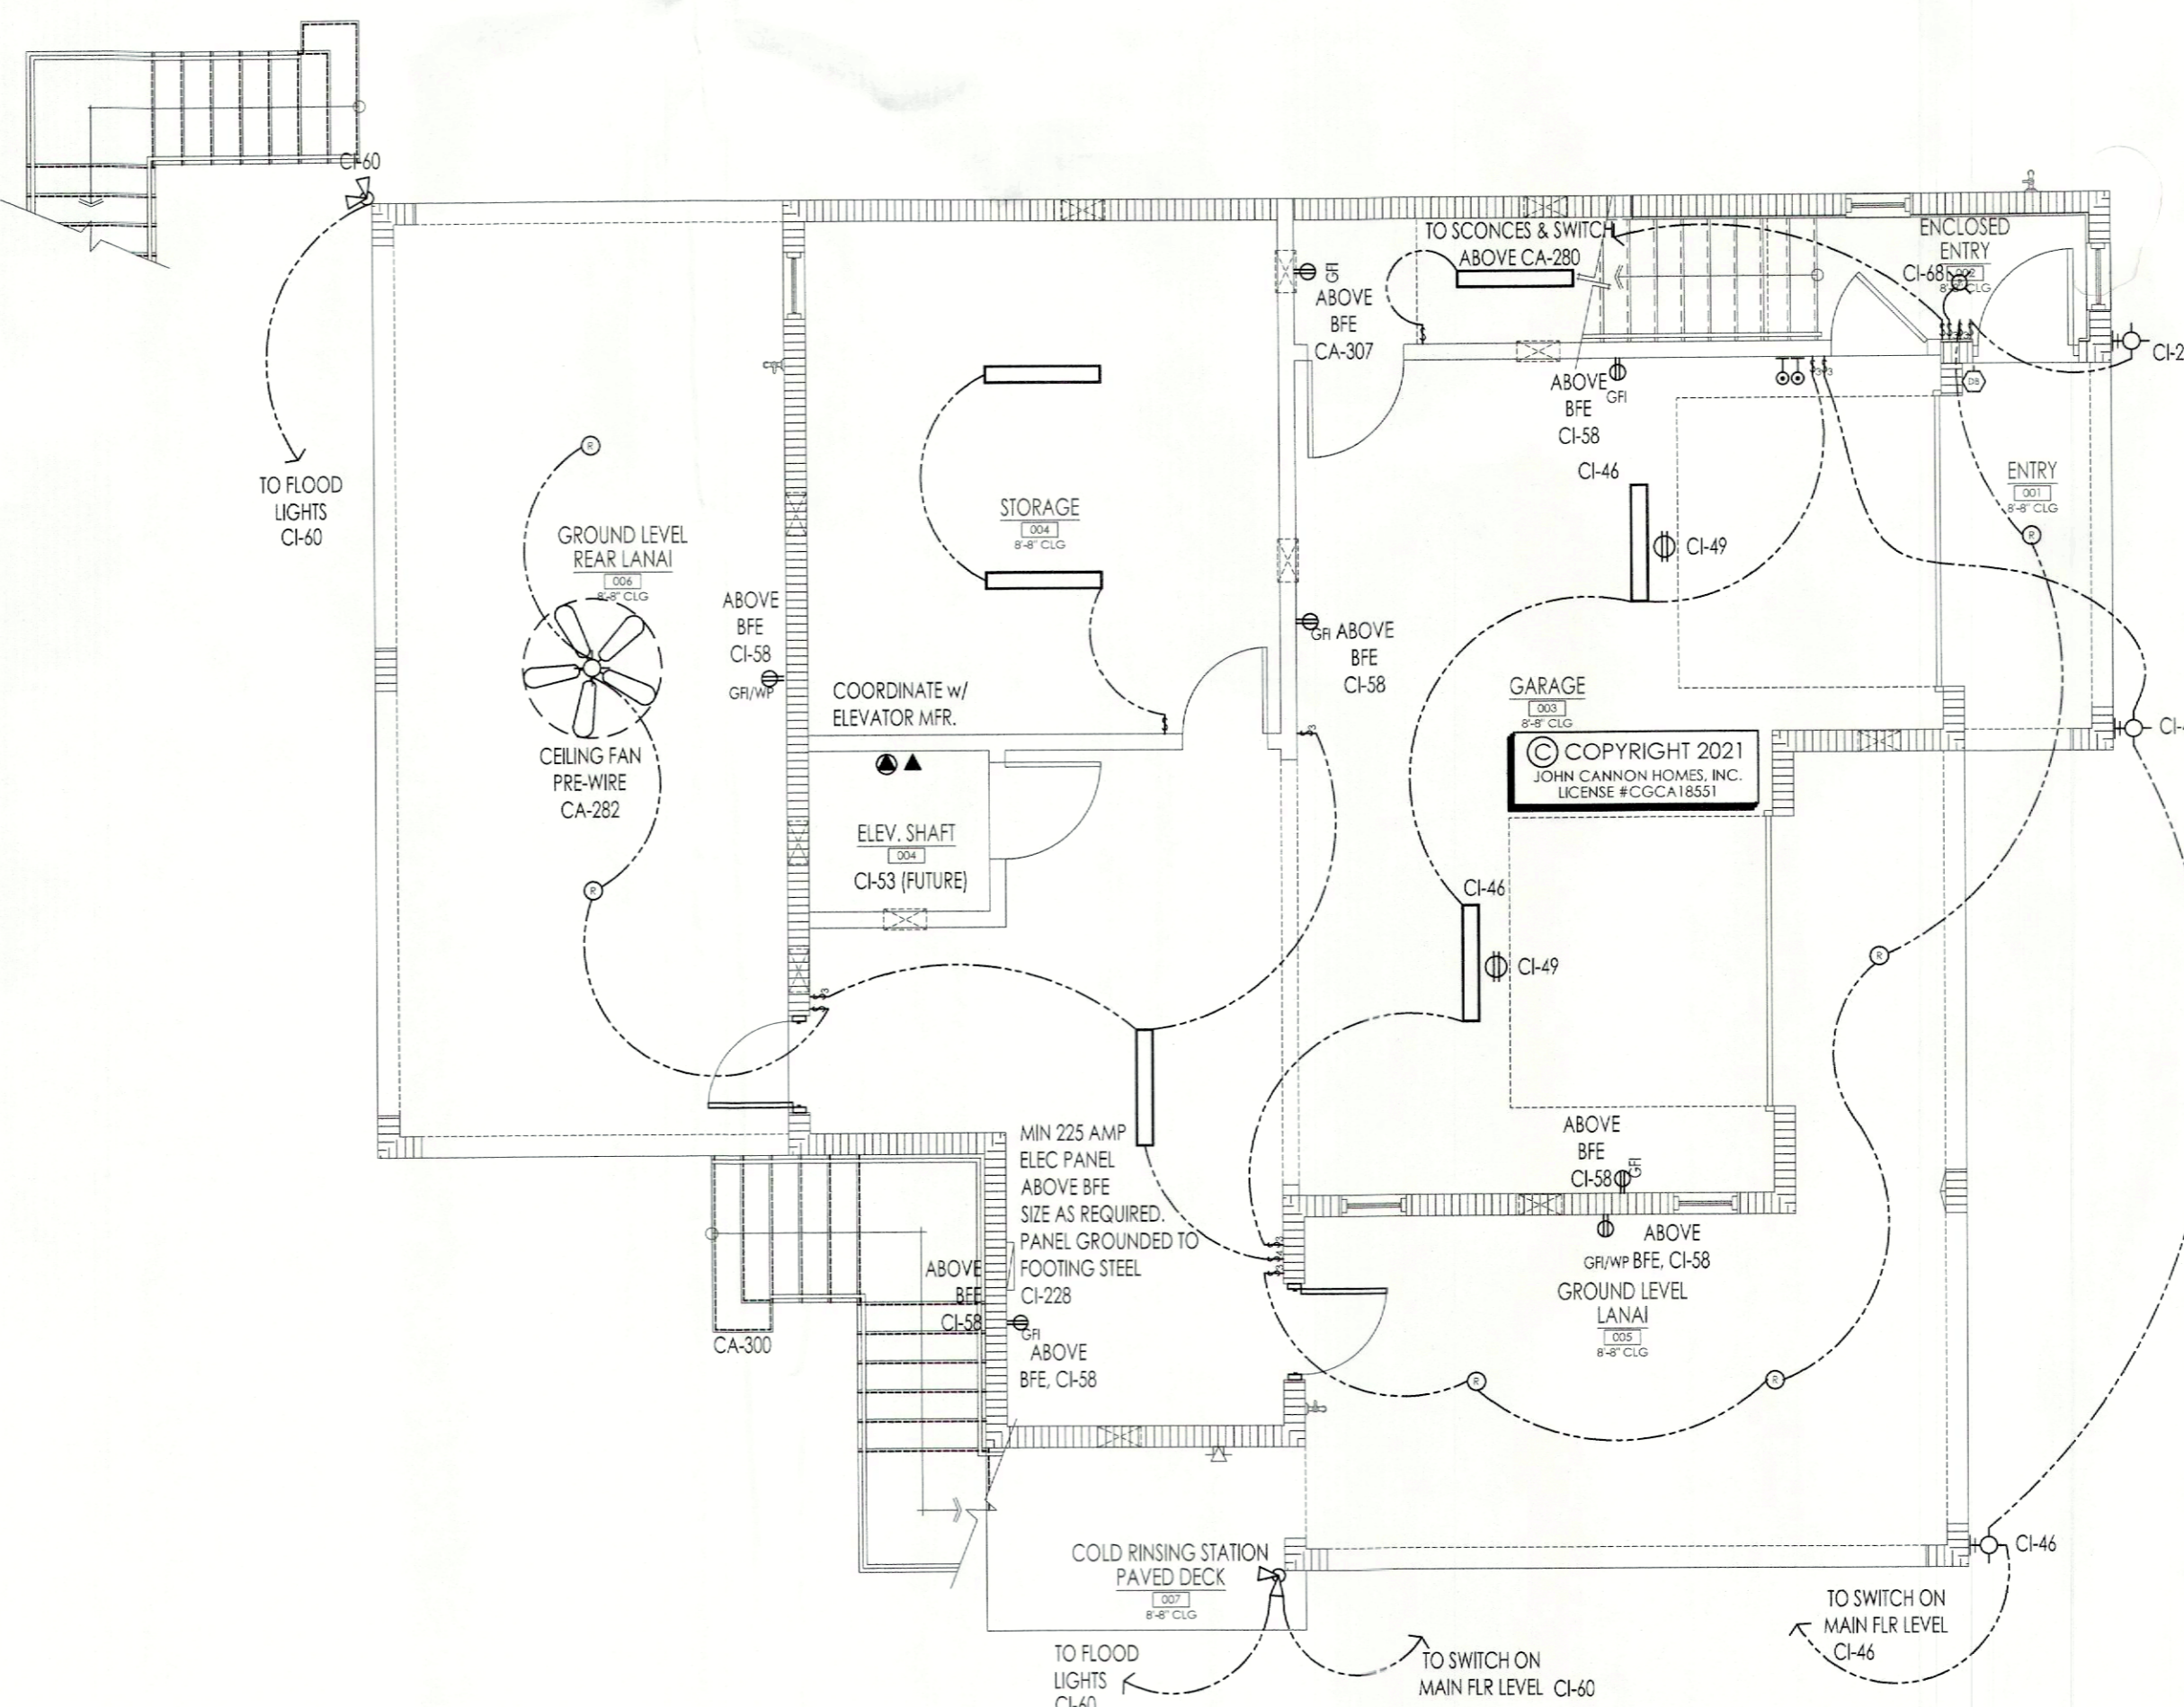 CI-60
TO FLOOD
LIGHTS
CI-60
GROUND LEVEL
REAR LANAI
006
8'-8" CLG
R
CEILING FAN
PRE-WIRE
CA-282
R
ABOVE
BFE
CI-58
GFI/WP
STORAGE
004
8'-8" CLG
COORDINATE w/
ELEVATOR MFR.
ELEV. SHAFT
004
CI-53 (FUTURE)
TO SCONCES & SWITCH
ABOVE CA-280
GFI
ABOVE
BFE
CA-307
ENCLOSED
ENTRY
002
8'-8" CLG
CI-68
DB
ABOVE
BFE
CI-58
GFI
CI-46
CI-49
ENTRY
001
8'-8" CLG
R
GFI ABOVE
BFE
CI-58
GARAGE
003
8'-8" CLG
© COPYRIGHT 2021
JOHN CANNON HOMES, INC.
LICENSE #CGCA18551
CI-46
CI-49
R
MIN 225 AMP
ELEC PANEL
ABOVE BFE
SIZE AS REQUIRED.
PANEL GROUNDED TO
FOOTING STEEL
CI-228
ABOVE
BFE
CI-58
GFI
ABOVE
BFE, CI-58
CA-300
ABOVE
BFE
CI-58
GFI
ABOVE
GFI/WP BFE, CI-58
GROUND LEVEL
LANAI
005
8'-8" CLG
R
R
COLD RINSING STATION
PAVED DECK
007
8'-8" CLG
TO FLOOD
LIGHTS
CI-60
TO SWITCH ON
MAIN FLR LEVEL CI-60
CI-46
TO SWITCH ON
MAIN FLR LEVEL
CI-46